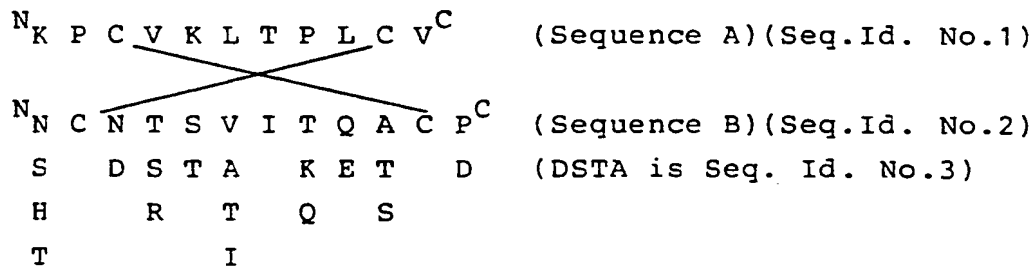 N K P C V K L T P L C V C (Sequence A)(Seq.Id. No.1)
N N C N T S V I T Q A C P C (Sequence B)(Seq.Id. No.2)
S D S T A K E T D (DSTA is Seq. Id. No.3)
H R T Q S
T I